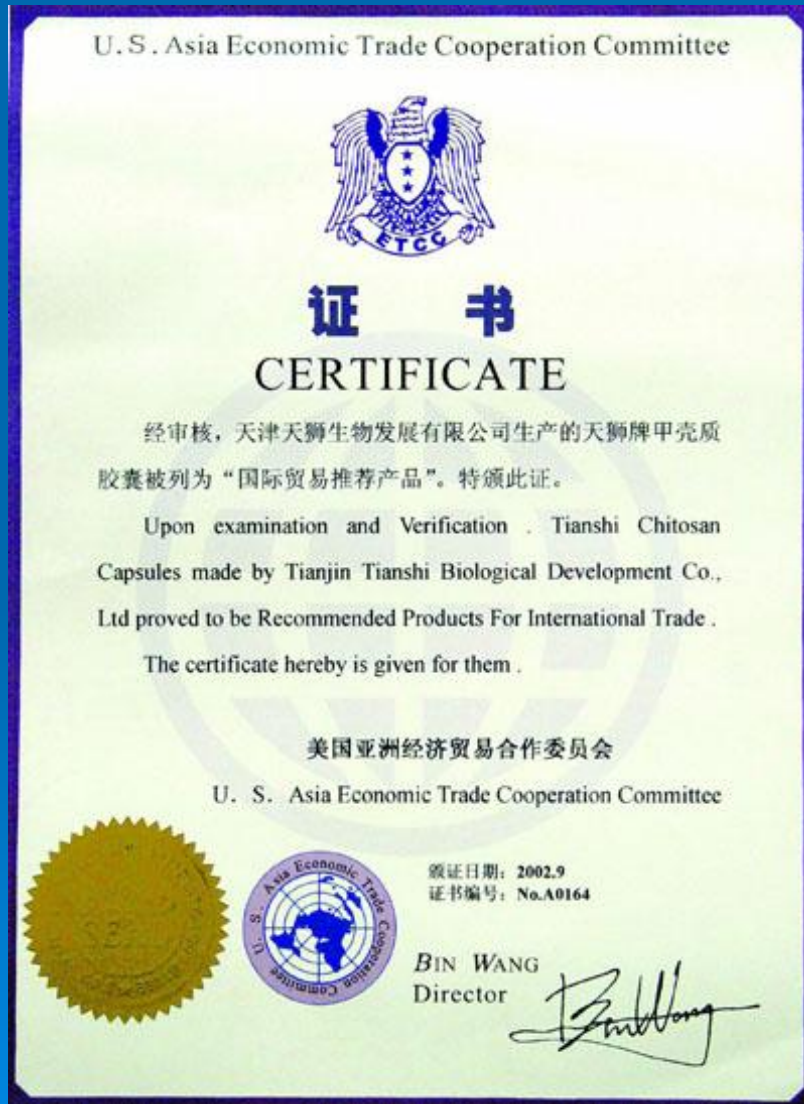 U.S.Asia Economic Trade Cooperation Committee
ETCC
证 书
CERTIFICATE
经审核，天津天狮生物发展有限公司生产的天狮牌甲壳质
胶囊被列为“国际贸易推荐产品”。特颁此证。
Upon examination and Verification . Tianshi Chitosan
Capsules made by Tianjin Tianshi Biological Development Co.,
Ltd proved to be Recommended Products For International Trade .
The certificate hereby is given for them .
美国亚洲经济贸易合作委员会
U. S. Asia Economic Trade Cooperation Committee
U. S. Asia Economic Trade Cooperation Committee
颁证日期：2002.9
证书编号：No.A0164
BIN WANG
Director
Bin Wang